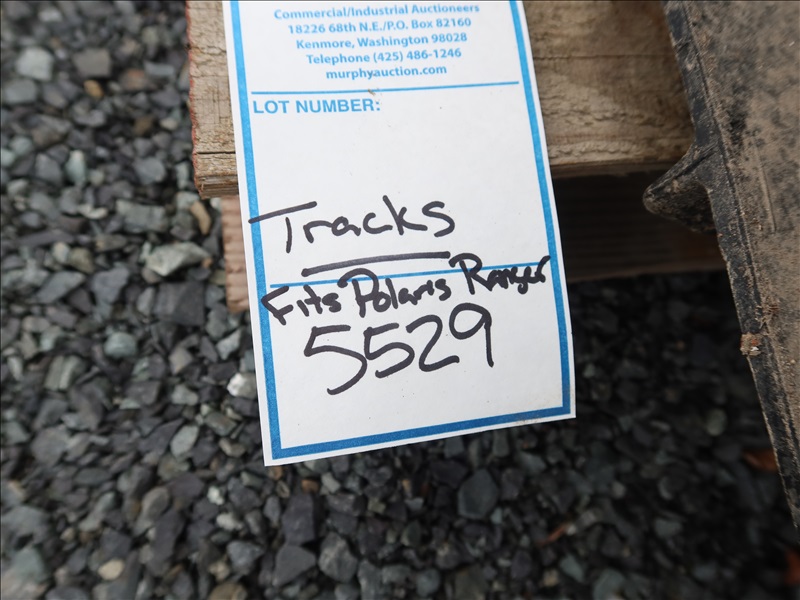 Commercial/Industrial Auctioneers
18226 68th N.E./P.O. Box 82160
Kenmore, Washington 98028
Telephone (425) 486-1246
murphyauction.com
LOT NUMBER:
Tracks
Fits Polaris Ranger
5529